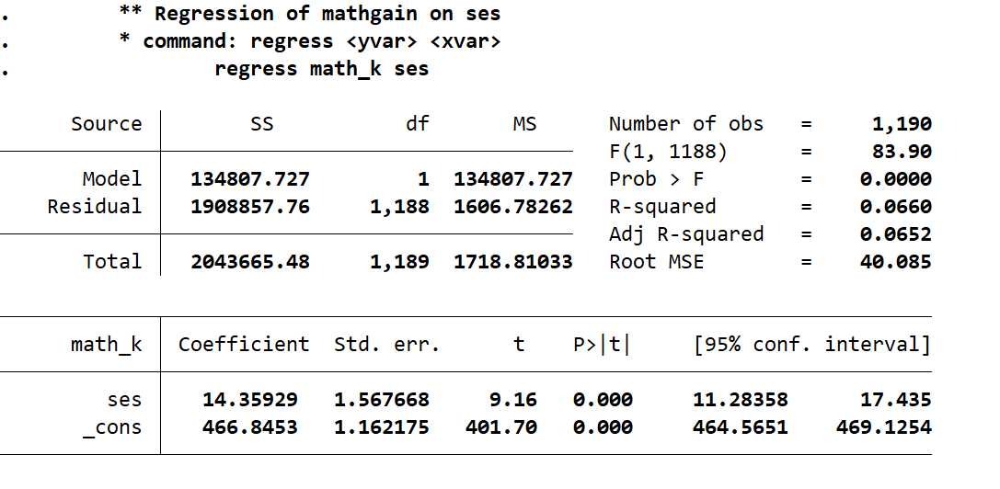 . ** Regression of mathgain on ses
. * command: regress <yvar> <xvar>
. regress math_k ses
Source SS df MS Number of obs = 1,190
F(1, 1188) = 83.90
Model 134807.727 1 134807.727 Prob > F = 0.0000
Residual 1908857.76 1,188 1606.78262 R-squared = 0.0660
Adj R-squared = 0.0652
Total 2043665.48 1,189 1718.81033 Root MSE = 40.085
math_k Coefficient Std. err. t P>|t| [95% conf. interval]
ses 14.35929 1.567668 9.16 0.000 11.28358 17.435
_cons 466.8453 1.162175 401.70 0.000 464.5651 469.1254